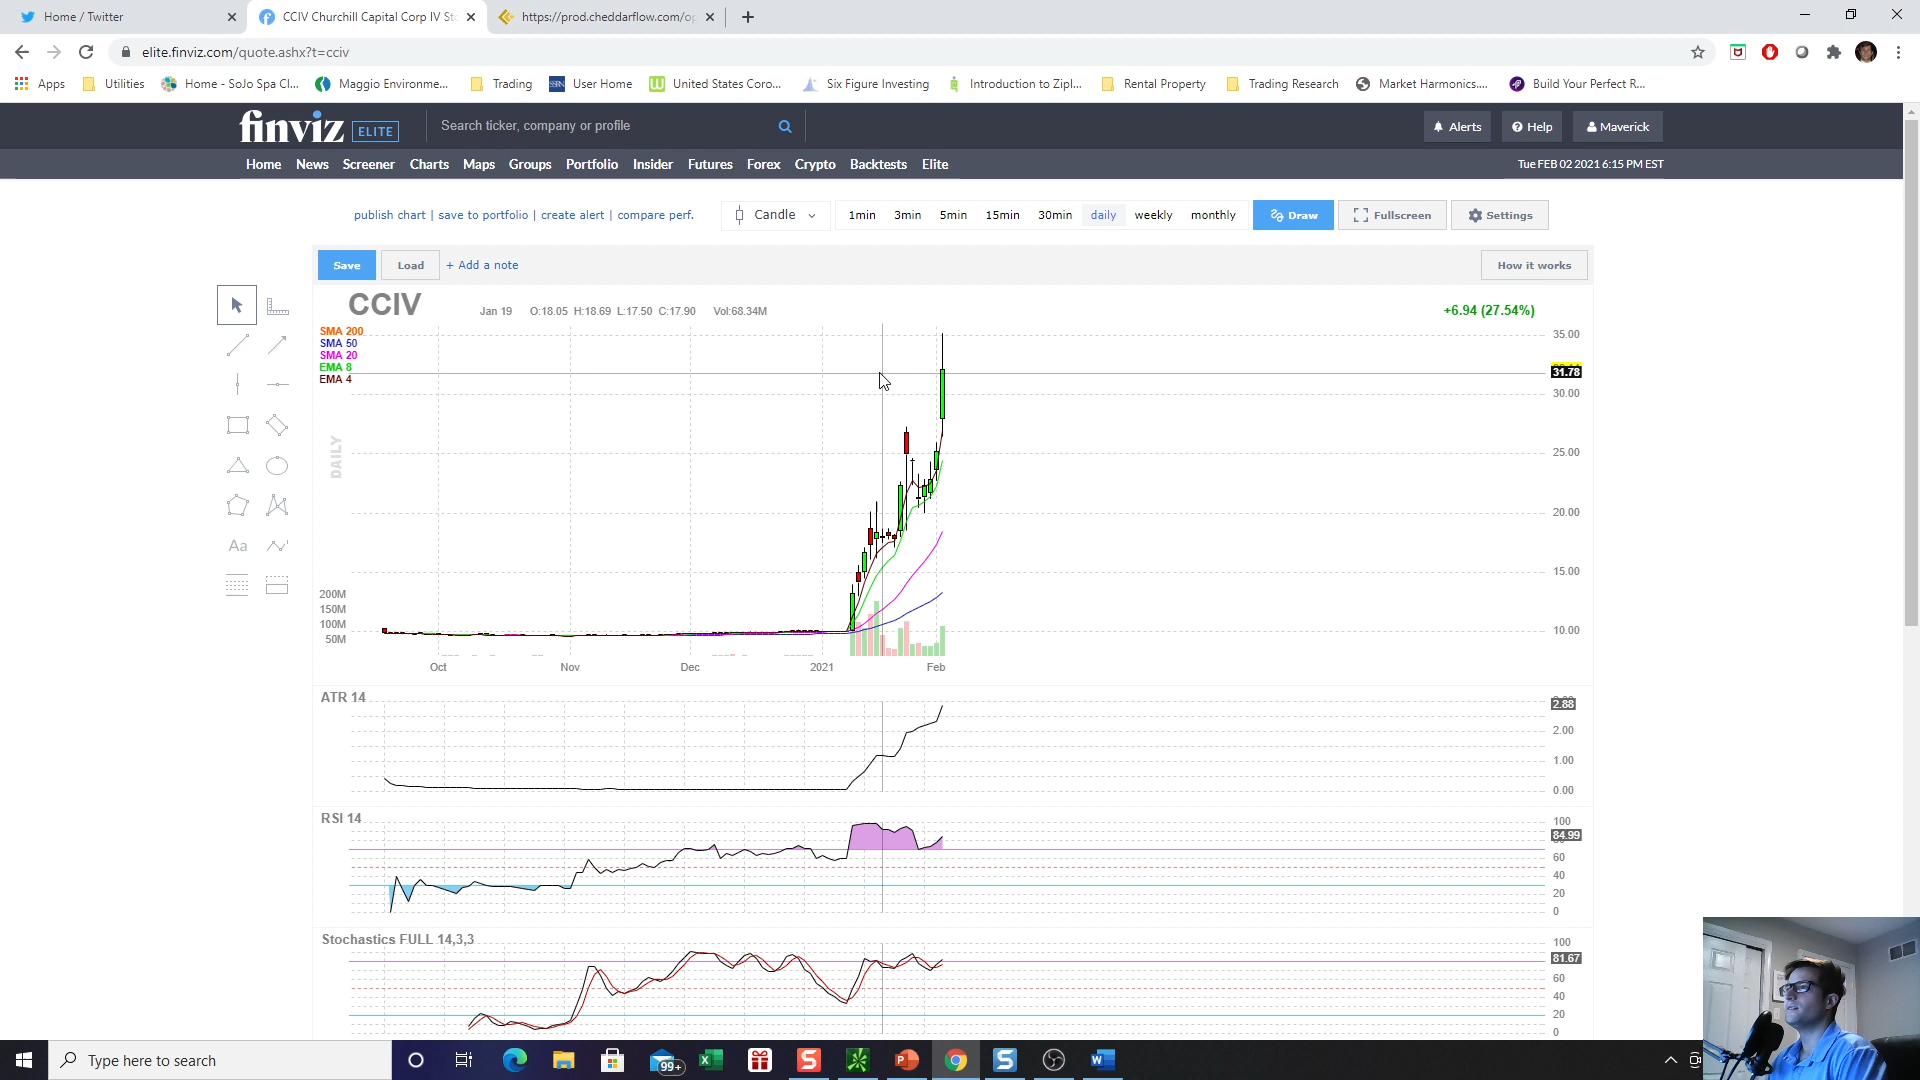 Home / Twitter
CCIV Churchill Capital Corp IV St
https://prod.cheddarflow.com/op
elite.finviz.com/quote.ashx?t=cciv
Apps
Utilities
Home - SoJo Spa Cl...
Maggio Environme...
Trading
User Home
United States Coro...
Six Figure Investing
Introduction to Zipl...
Rental Property
Trading Research
Market Harmonics....
Build Your Perfect R...
finviz ELITE
Search ticker, company or profile
Alerts
Help
Maverick
Home News Screener Charts Maps Groups Portfolio Insider Futures Forex Crypto Backtests Elite
Tue FEB 02 2021 6:15 PM EST
publish chart | save to portfolio | create alert | compare perf.
Candle
1min 3min 5min 15min 30min daily weekly monthly
Draw
Fullscreen
Settings
Save
Load
+ Add a note
How it works
CCIV
Jan 19 O:18.05 H:18.69 L:17.50 C:17.90 Vol:68.34M
+6.94 (27.54%)
SMA 200
SMA 50
SMA 20
EMA 8
EMA 4
DAILY
35.00
31.78
30.00
25.00
20.00
15.00
10.00
200M
150M
100M
50M
Oct Nov Dec 2021 Feb
Aa
ATR 14
2.88
2.00
1.00
0.00
RSI 14
100
84.99
60
40
20
0
Stochastics FULL 14,3,3
100
81.67
60
40
20
0
Type here to search
99+